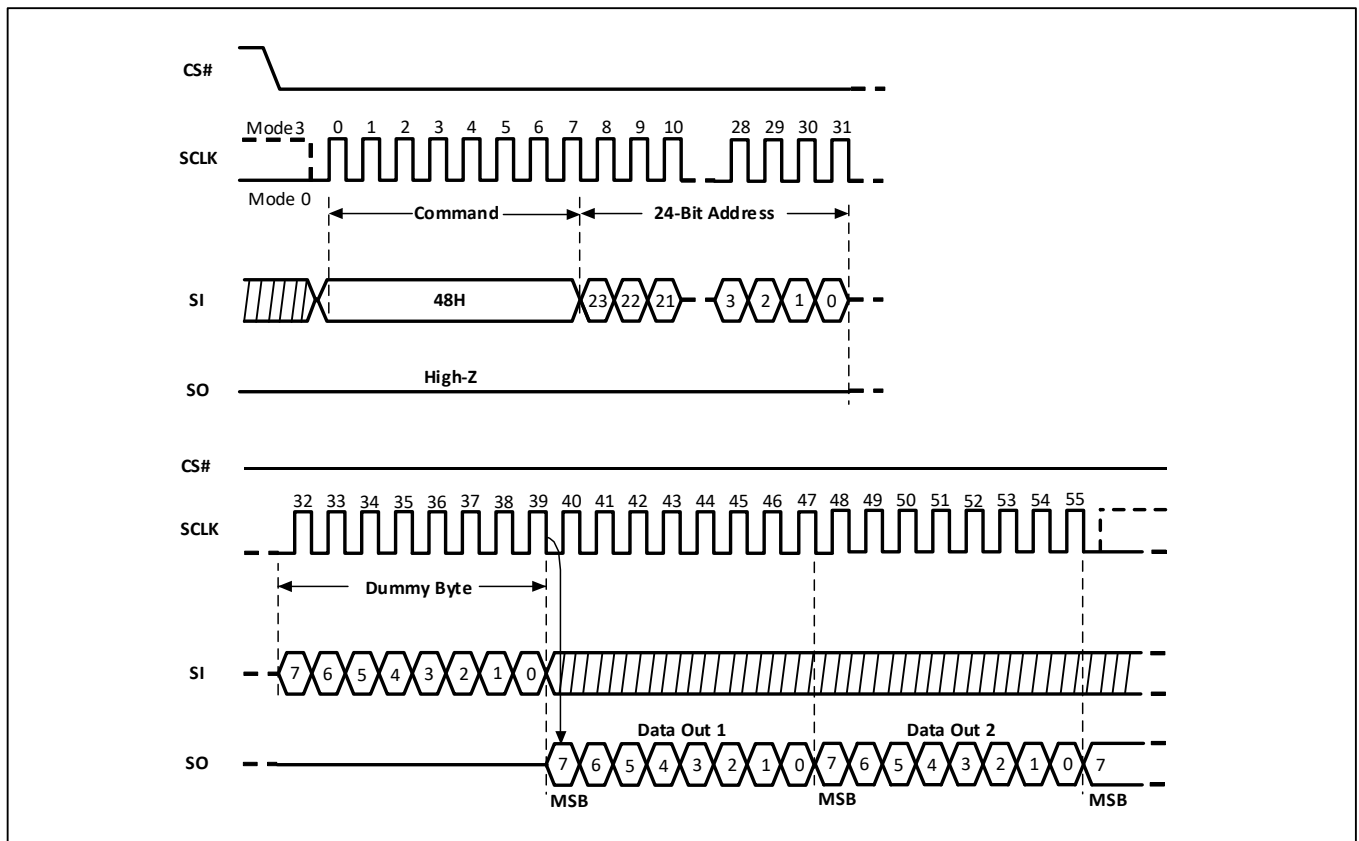 CS#
Mode3 0 1 2 3 4 5 6 7 8 9 10 28 29 30 31
SCLK
Mode 0
Command 24-Bit Address
SI 48H 23 22 21 3 2 1 0
High-Z
SO
CS#
32 33 34 35 36 37 38 39 40 41 42 43 44 45 46 47 48 49 50 51 52 53 54 55
SCLK
Dummy Byte
SI 7 6 5 4 3 2 1 0
Data Out 1 Data Out 2
SO 7 6 5 4 3 2 1 0 7 6 5 4 3 2 1 0 7
MSB MSB MSB